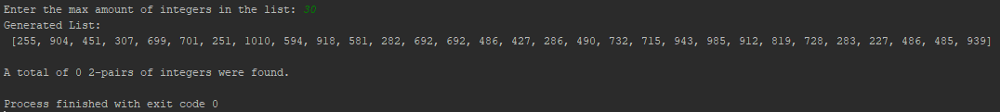 Enter the max amount of integers in the list: 30
Generated List:
[255, 904, 451, 307, 699, 701, 251, 1010, 594, 918, 581, 282, 692, 692, 486, 427, 286, 490, 732, 715, 943, 985, 912, 819, 728, 283, 227, 486, 485, 939]
A total of 0 2-pairs of integers were found.
Process finished with exit code 0